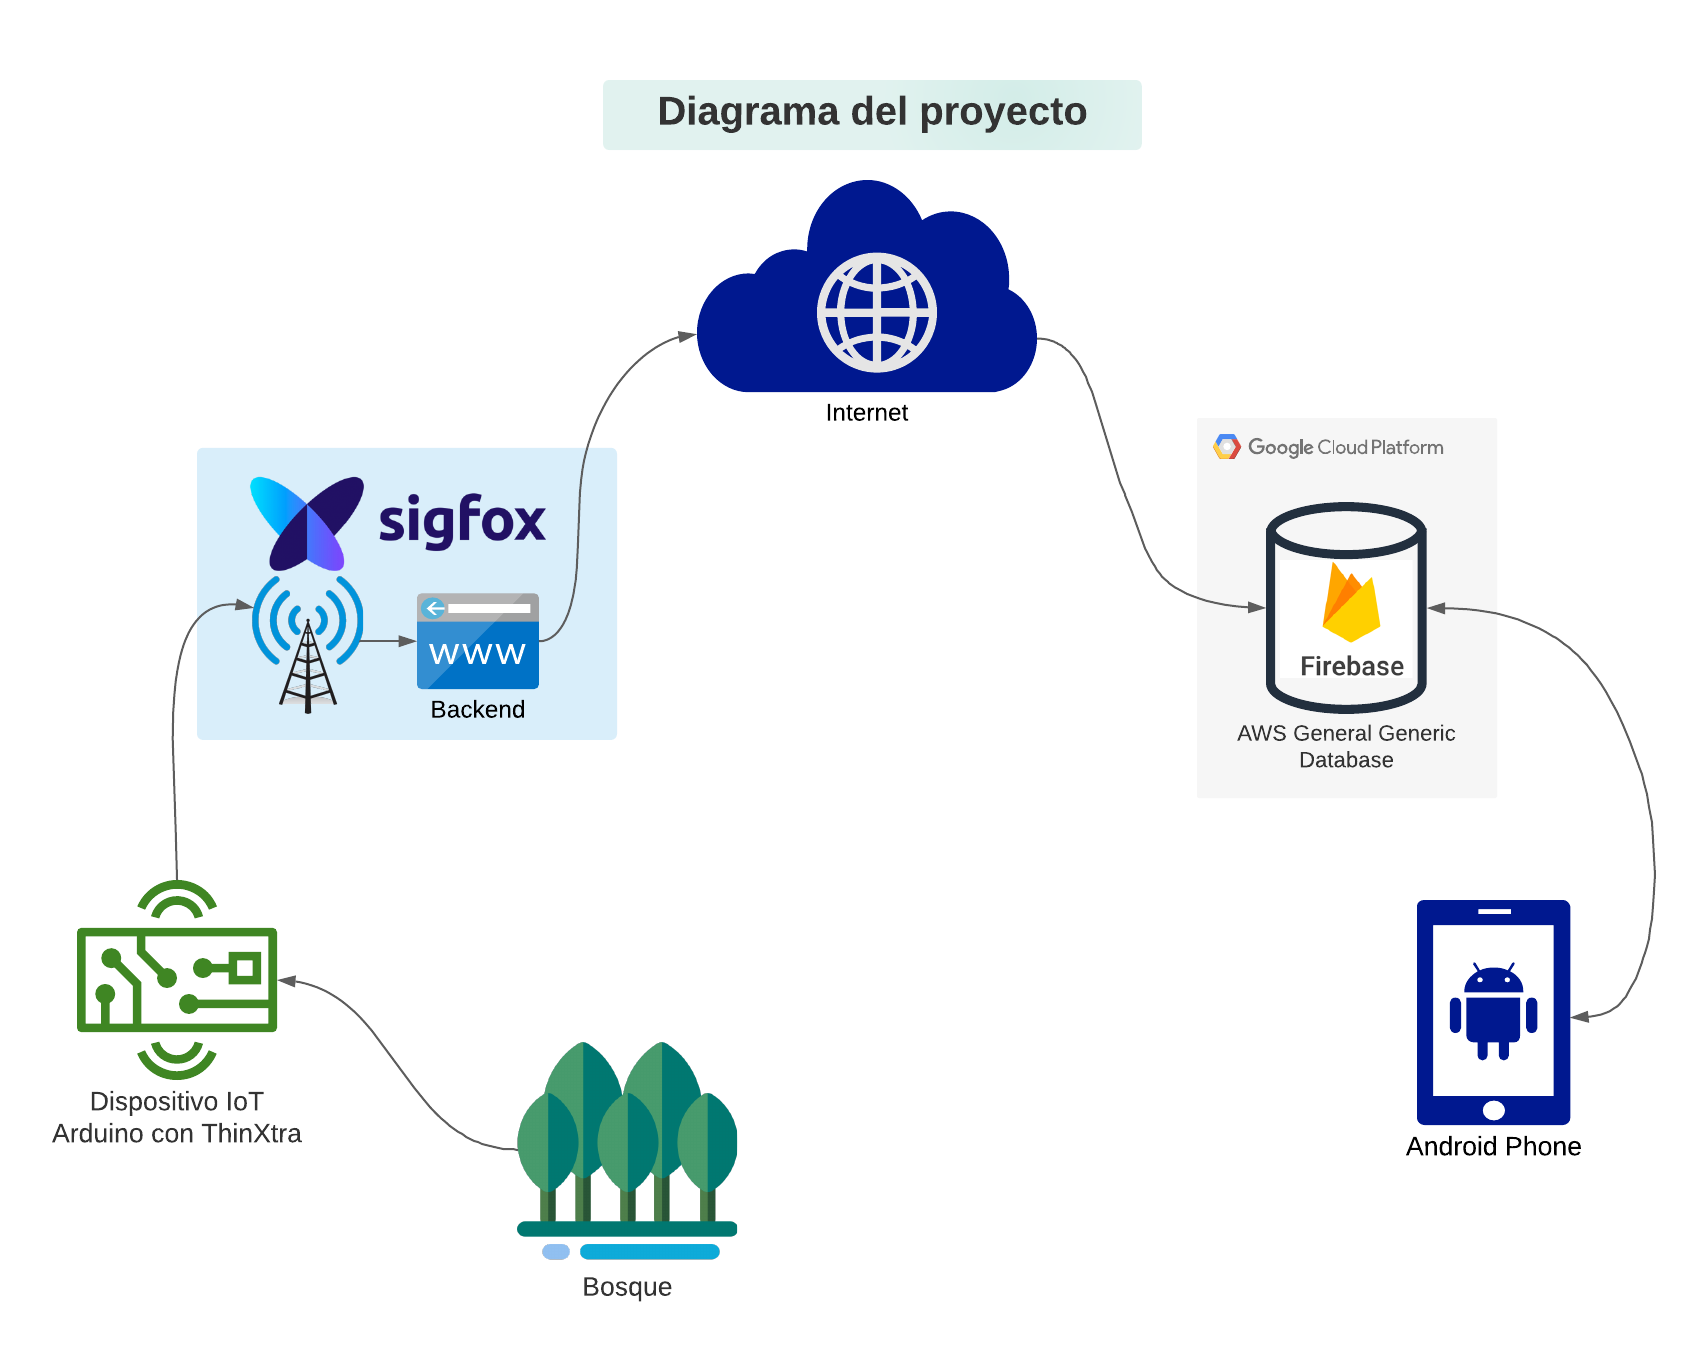 Diagrama del proyecto
Internet
Google Cloud Platform
sigfox
www
Backend
Firebase
AWS General Generic
Database
Dispositivo IoT
Arduino con ThinXtra
Android Phone
Bosque